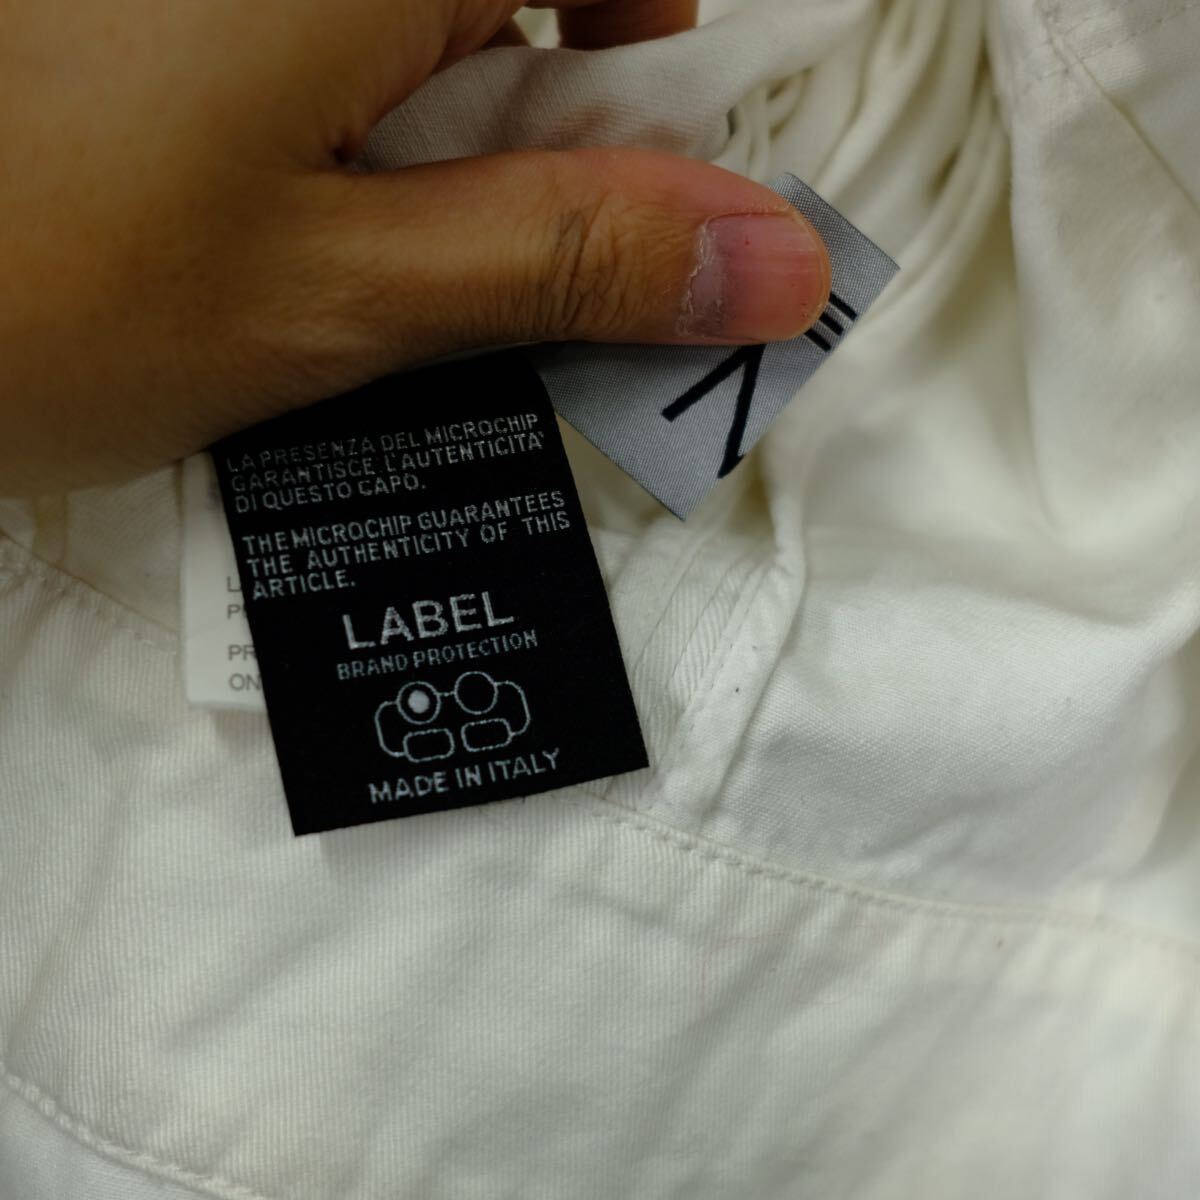 LA PRESENZA DEL MICROCHIP
GARANTISCE L'AUTENTICITA'
DI QUESTO CAPO.
THE MICROCHIP GUARANTEES
THE AUTHENTICITY OF THIS
ARTICLE.
LABEL
BRAND PROTECTION
MADE IN ITALY